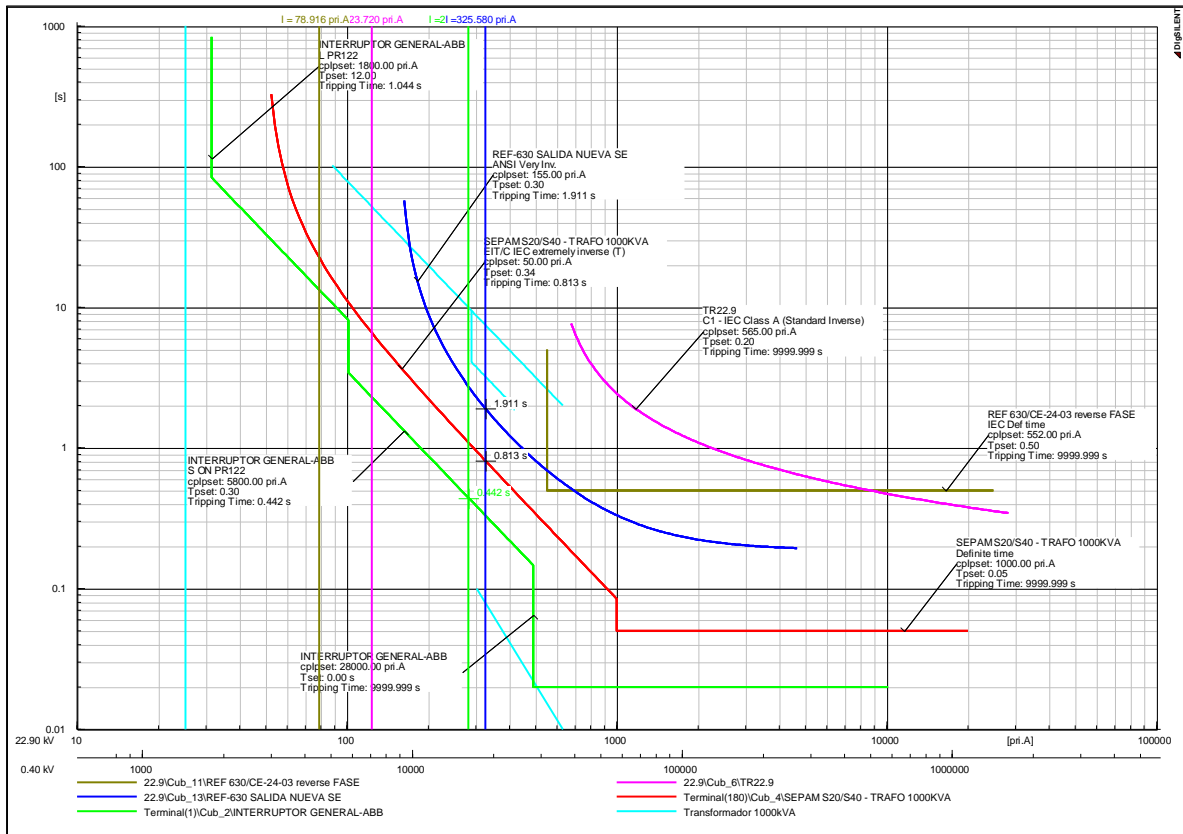 I = 78.916 pri.A
23.720 pri.A
I =2
I =325.580 pri.A
DIgSILENT
1000
[s]
100
10
1
0.1
0.01
INTERRUPTOR GENERAL-ABB
L PR122
cpIpset: 1800.00 pri.A
Tpset: 12.00
Tripping Time: 1.044 s
REF-630 SALIDA NUEVA SE
ANSI Very Inv.
cpIpset: 155.00 pri.A
Tpset: 0.30
Tripping Time: 1.911 s
SEPAM S20/S40 - TRAFO 1000KVA
EIT/C IEC extremely inverse (T)
cpIpset: 50.00 pri.A
Tpset: 0.34
Tripping Time: 0.813 s
TR22.9
C1 - IEC Class A (Standard Inverse)
cpIpset: 565.00 pri.A
Tpset: 0.20
Tripping Time: 9999.999 s
1.911 s
REF 630/CE-24-03 reverse FASE
IEC Def time
cpIpset: 552.00 pri.A
Tpset: 0.50
Tripping Time: 9999.999 s
0.813 s
INTERRUPTOR GENERAL-ABB
S ON PR122
cpIpset: 5800.00 pri.A
Tpset: 0.30
Tripping Time: 0.442 s
0.442 s
SEPAM S20/S40 - TRAFO 1000KVA
Definite time
cpIpset: 1000.00 pri.A
Tpset: 0.05
Tripping Time: 9999.999 s
INTERRUPTOR GENERAL-ABB
cpIpset: 28000.00 pri.A
Tset: 0.00 s
Tripping Time: 9999.999 s
22.90 kV 10 100 1000 10000 [pri.A] 100000
0.40 kV 1000 10000 100000 1000000
22.9\Cub_11\REF 630/CE-24-03 reverse FASE
22.9\Cub_6\TR22.9
22.9\Cub_13\REF-630 SALIDA NUEVA SE
Terminal(180)\Cub_4\SEPAM S20/S40 - TRAFO 1000KVA
Terminal(1)\Cub_2\INTERRUPTOR GENERAL-ABB
Transformador 1000kVA